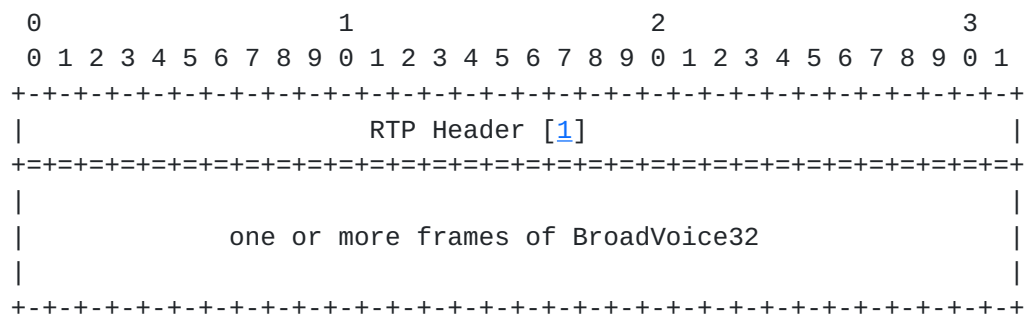 0                   1                   2                   3
 0 1 2 3 4 5 6 7 8 9 0 1 2 3 4 5 6 7 8 9 0 1 2 3 4 5 6 7 8 9 0 1
+-+-+-+-+-+-+-+-+-+-+-+-+-+-+-+-+-+-+-+-+-+-+-+-+-+-+-+-+-+-+-+-+
|                      RTP Header [1]                           |
+=+=+=+=+=+=+=+=+=+=+=+=+=+=+=+=+=+=+=+=+=+=+=+=+=+=+=+=+=+=+=+=+
|                                                               |
|             one or more frames of BroadVoice32                |
|                                                               |
+-+-+-+-+-+-+-+-+-+-+-+-+-+-+-+-+-+-+-+-+-+-+-+-+-+-+-+-+-+-+-+-+